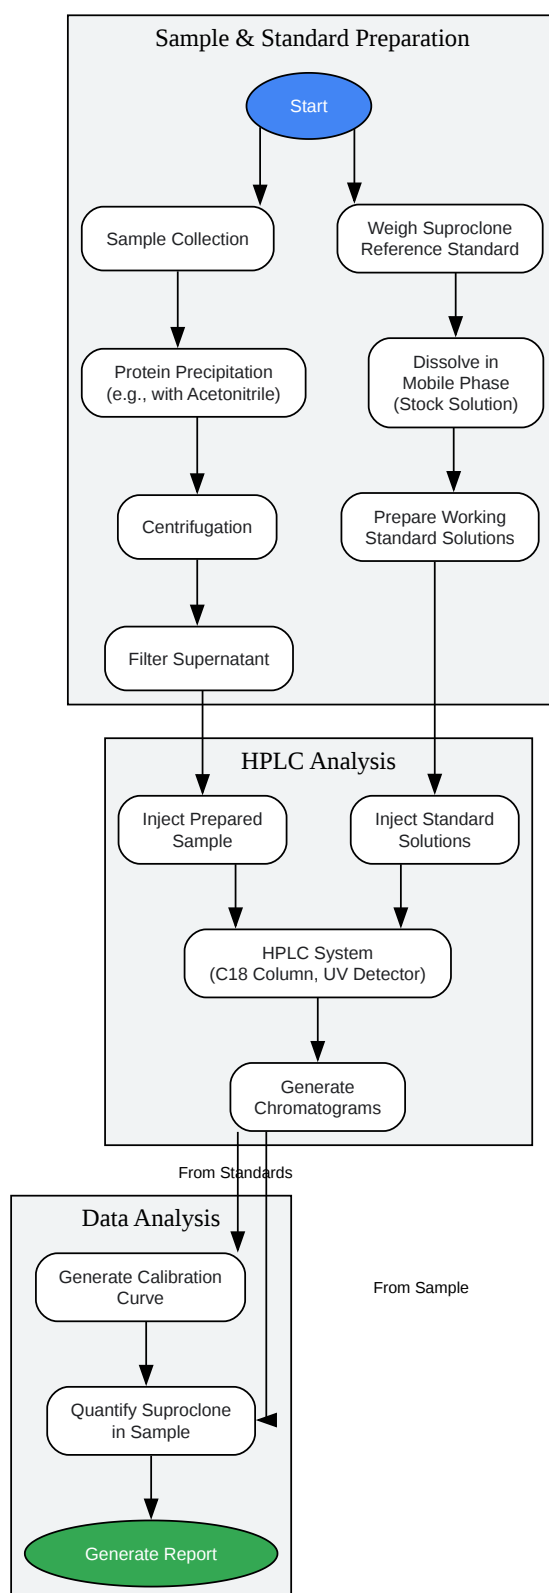 Sample & Standard Preparation
Start
Sample Collection
Weigh Suproclone
Reference Standard
Protein Precipitation
(e.g., with Acetonitrile)
Dissolve in
Mobile Phase
(Stock Solution)
Centrifugation
Prepare Working
Standard Solutions
Filter Supernatant
HPLC Analysis
Inject Prepared
Sample
Inject Standard
Solutions
HPLC System
(C18 Column, UV Detector)
Generate
Chromatograms
From Standards
Data Analysis
Generate Calibration
Curve
From Sample
Quantify Suproclone
in Sample
Generate Report